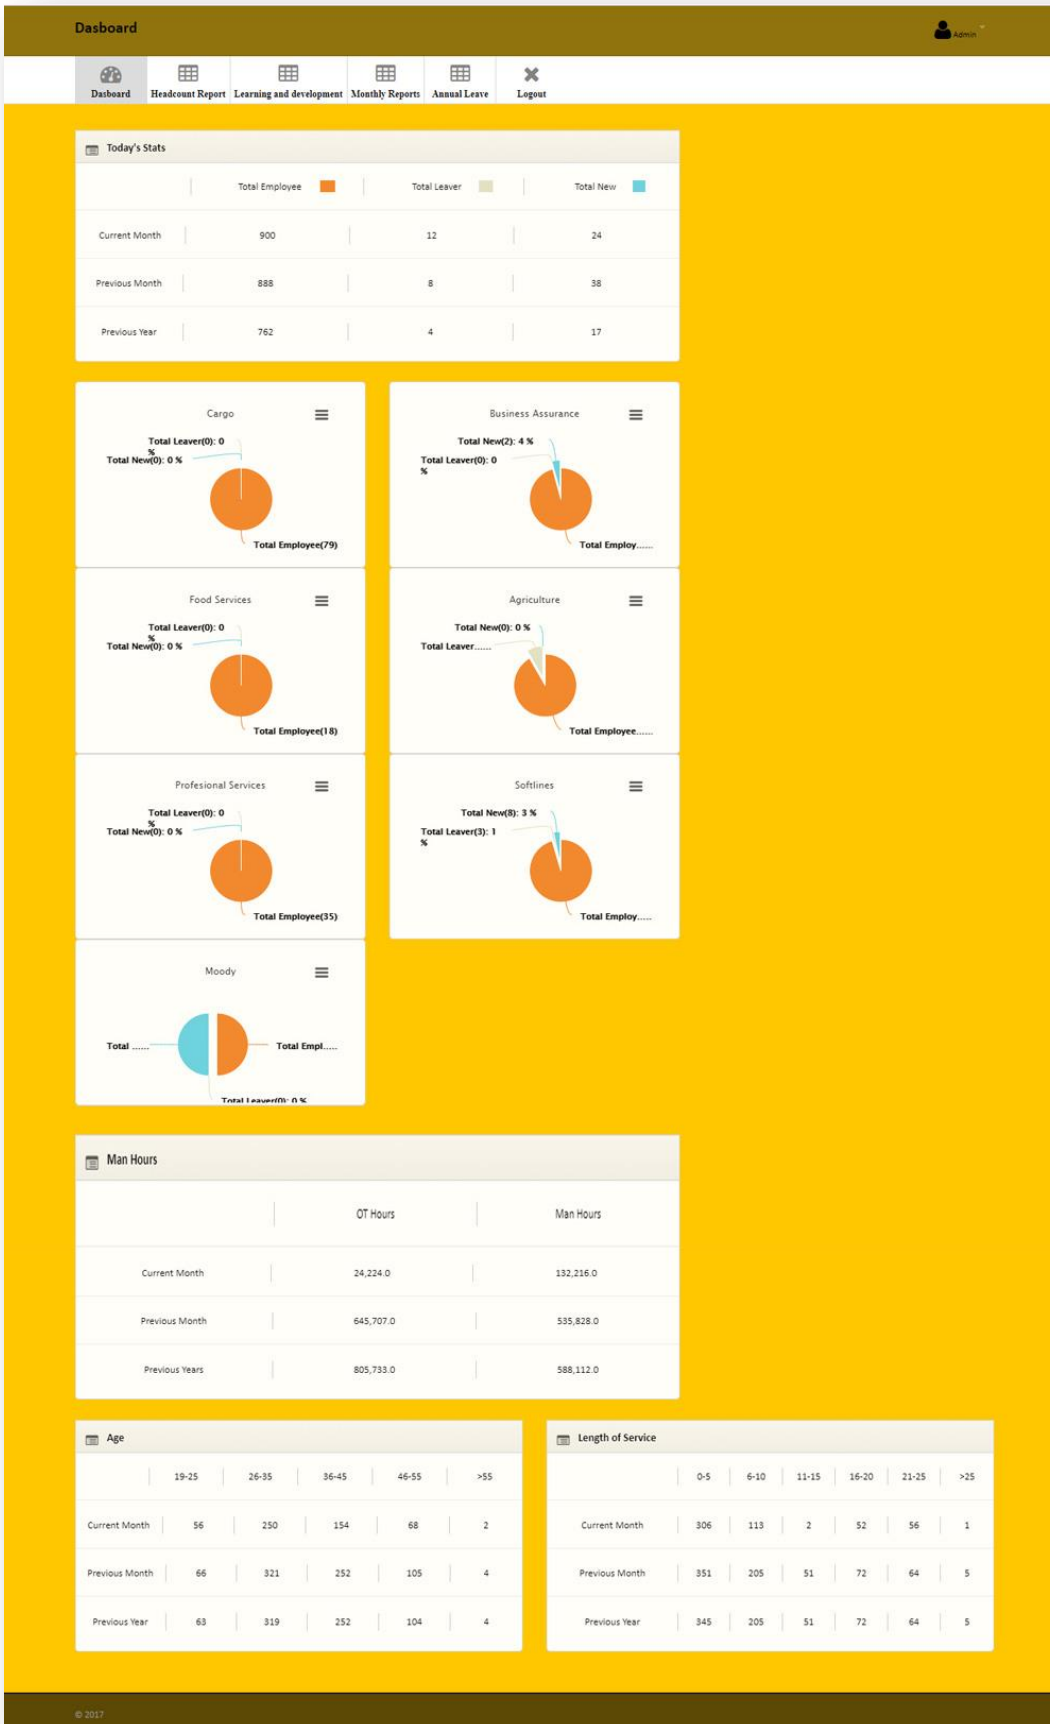 Dasboard
Admin
Dasboard Headcount Report Learning and development Monthly Reports Annual Leave Logout
Today's Stats
Total Employee Total Leaver Total New
Current Month 900 12 24
Previous Month 888 8 38
Previous Year 762 4 17
Cargo
Total Leaver(0): 0
%
Total New(0): 0 %
Total Employee(79)
Business Assurance
Total New(2): 4 %
Total Leaver(0): 0
%
Total Employ......
Food Services
Total Leaver(0): 0
%
Total New(0): 0 %
Total Employee(18)
Agriculture
Total New(0): 0 %
Total Leaver......
Total Employee......
Profesional Services
Total Leaver(0): 0
%
Total New(0): 0 %
Total Employee(35)
Softlines
Total New(8): 3 %
Total Leaver(3): 1
%
Total Employ......
Moody
Total ......
Total Empl......
Total Leaver(0): 0 %
Man Hours
OT Hours Man Hours
Current Month 24,224.0 132,216.0
Previous Month 645,707.0 535,828.0
Previous Years 805,733.0 588,112.0
Age
19-25 26-35 36-45 46-55 >55
Current Month 56 250 154 68 2
Previous Month 66 321 252 105 4
Previous Year 63 319 252 104 4
Length of Service
0-5 6-10 11-15 16-20 21-25 >25
Current Month 306 113 2 52 56 1
Previous Month 351 205 51 72 64 5
Previous Year 345 205 51 72 64 5
© 2017